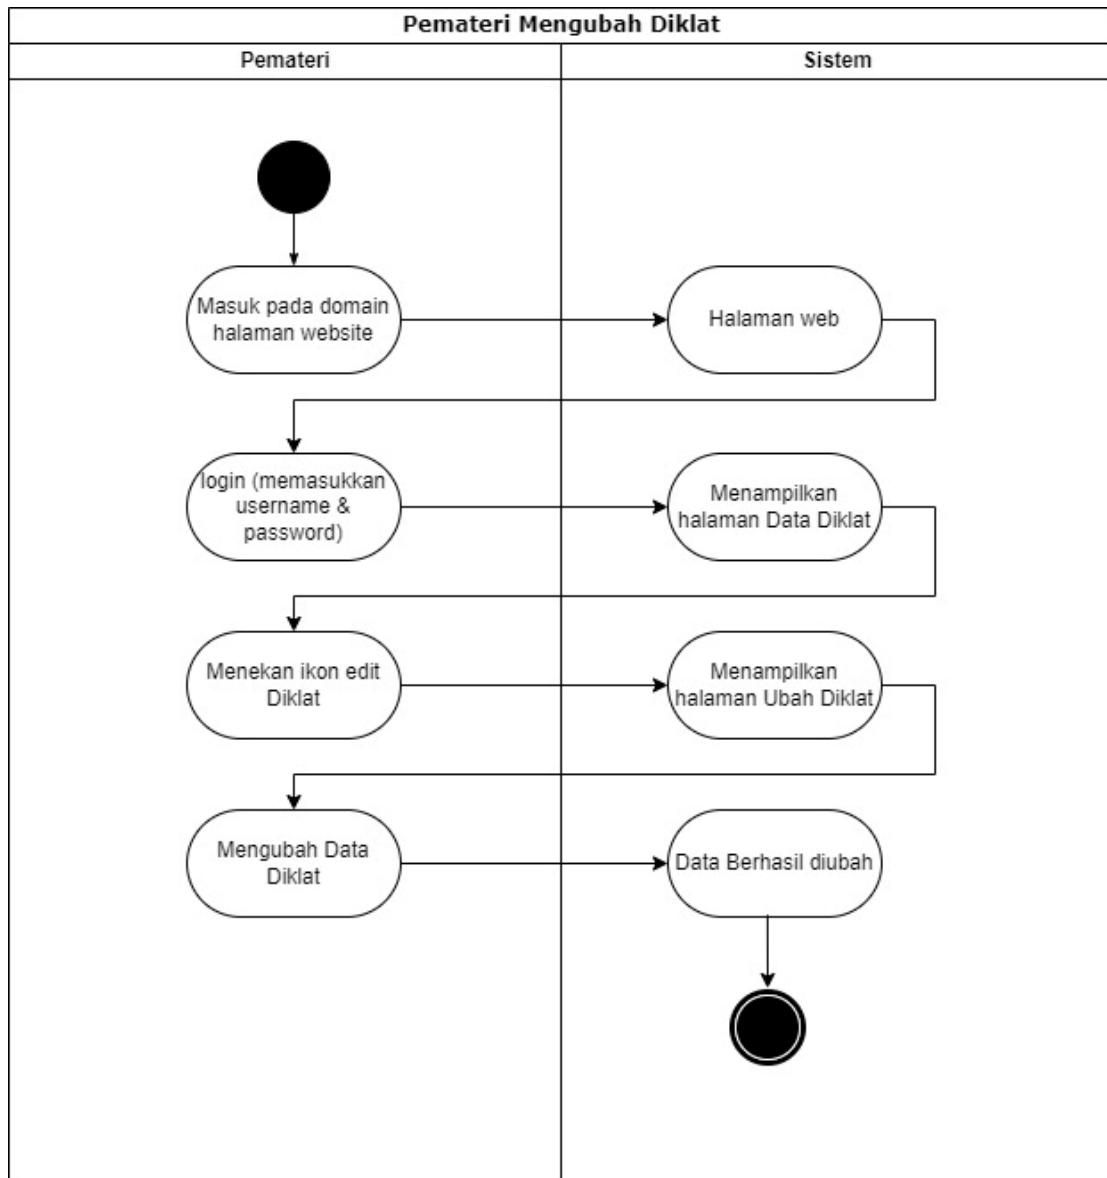 Pemateri Mengubah Diklat
Pemateri
Sistem
Masuk pada domain
halaman website
Halaman web
login (memasukkan
username &
password)
Menampilkan
halaman Data Diklat
Menekan ikon edit
Diklat
Menampilkan
halaman Ubah Diklat
Mengubah Data
Diklat
Data Berhasil diubah